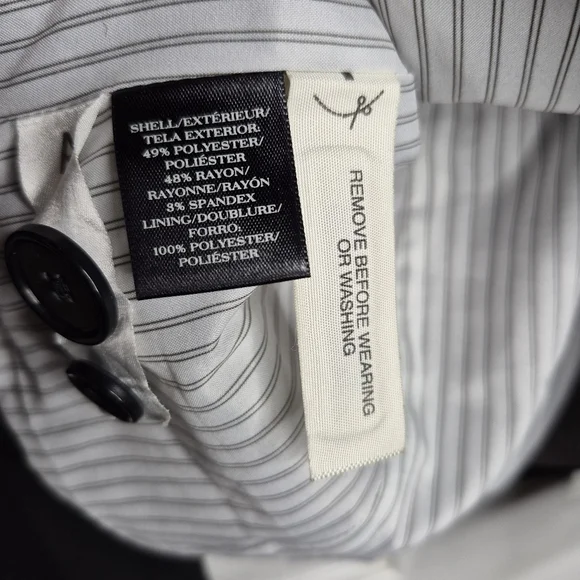 SHELL/EXTÉRIEUR/
TELA EXTERIOR:
49% POLYESTER/
POLIÉSTER
48% RAYON/
RAYONNE/RAYÓN
3% SPANDEX
LINING/DOUBLURE/
FORRO:
100% POLYESTER/
POLIÉSTER
REMOVE BEFORE WEARING
OR WASHING